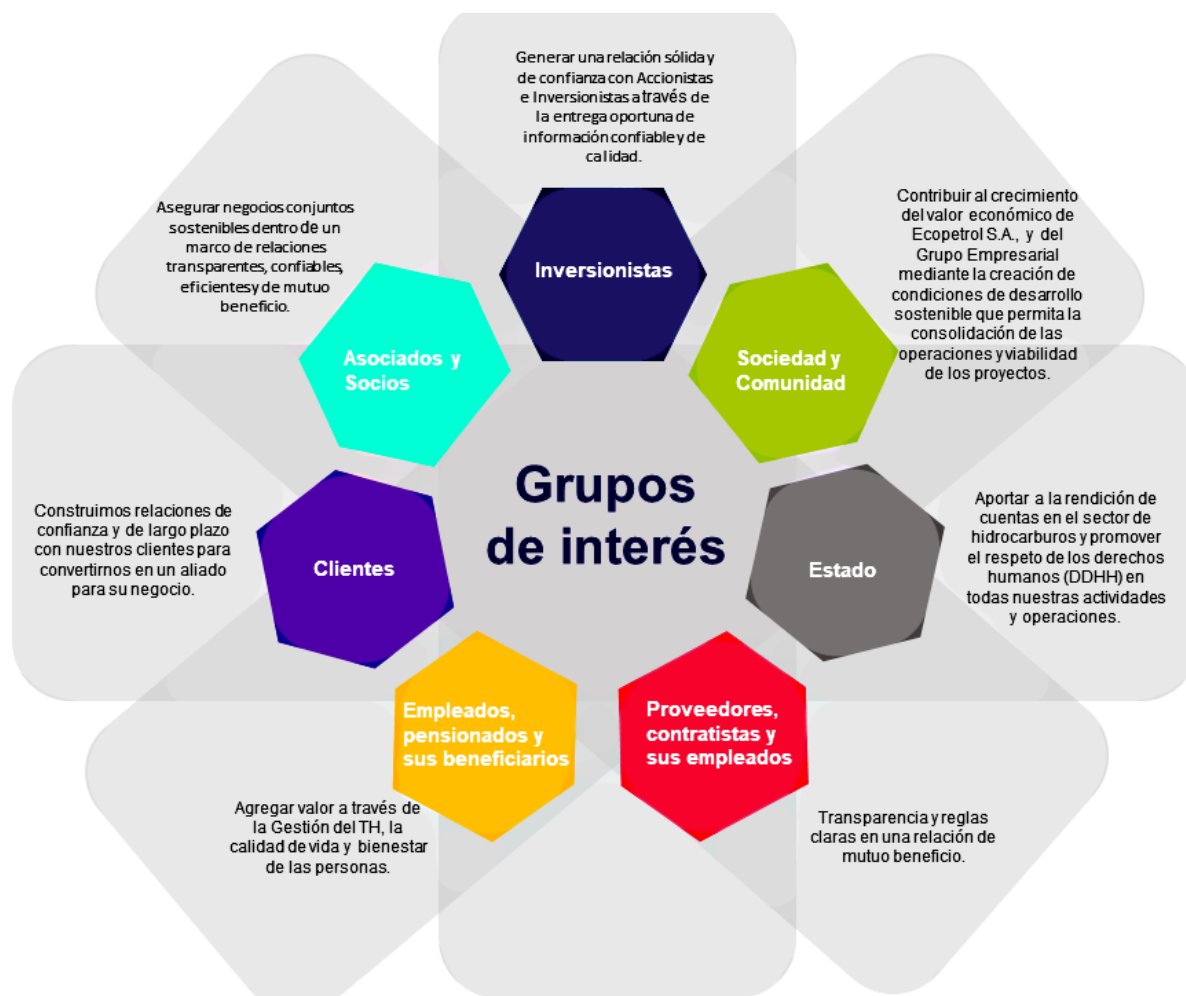 Generar una relación sólida y
de confianza con Accionistas
e Inversionistas a través de
la entrega oportuna de
información confiable y de
calidad.
Inversionistas
Contribuir al crecimiento
del valor económico de
Ecopetrol S.A., y del
Grupo Empresarial
mediante la creación de
condiciones de desarrollo
sostenible que permita la
consolidación de las
operaciones y viabilidad
de los proyectos.
Sociedad y
Comunidad
Asegurar negocios conjuntos
sostenibles dentro de un
marco de relaciones
transparentes, confiables,
eficientes y de mutuo
beneficio.
Asociados y
Socios
Grupos
de interés
Construimos relaciones de
confianza y de largo plazo
con nuestros clientes para
convertirnos en un aliado
para su negocio.
Clientes
Estado
Aportar a la rendición de
cuentas en el sector de
hidrocarburos y promover
el respeto de los derechos
humanos (DDHH) en
todas nuestras actividades
y operaciones.
Empleados,
pensionados y
sus beneficiarios
Agregar valor a través de
la Gestión del TH, la
calidad de vida y bienestar
de las personas.
Proveedores,
contratistas y
sus empleados
Transparencia y reglas
claras en una relación de
mutuo beneficio.